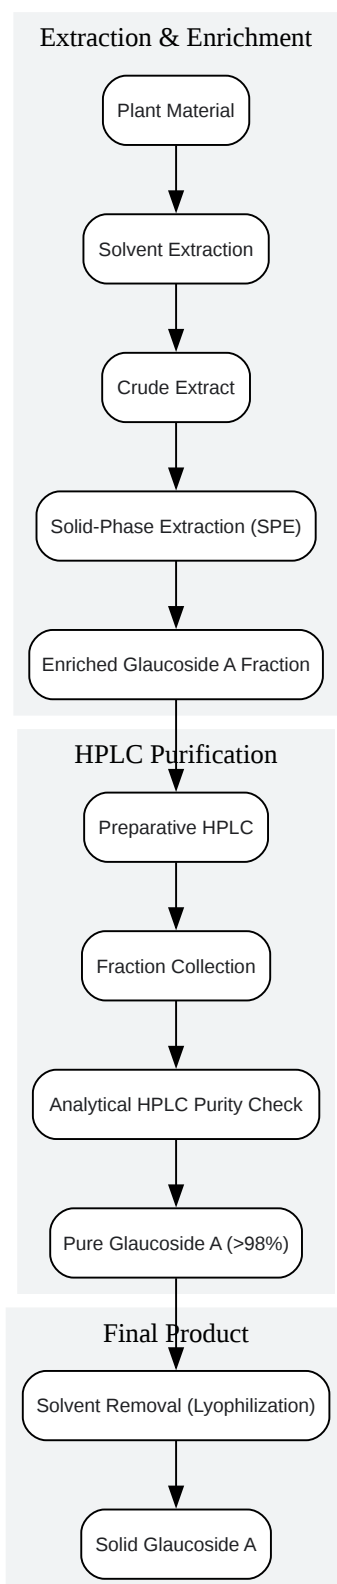 Extraction & Enrichment
Plant Material
Solvent Extraction
Crude Extract
Solid-Phase Extraction (SPE)
Enriched Glaucoside A Fraction
HPLC Purification
Preparative HPLC
Fraction Collection
Analytical HPLC Purity Check
Pure Glaucoside A (>98%)
Final Product
Solvent Removal (Lyophilization)
Solid Glaucoside A